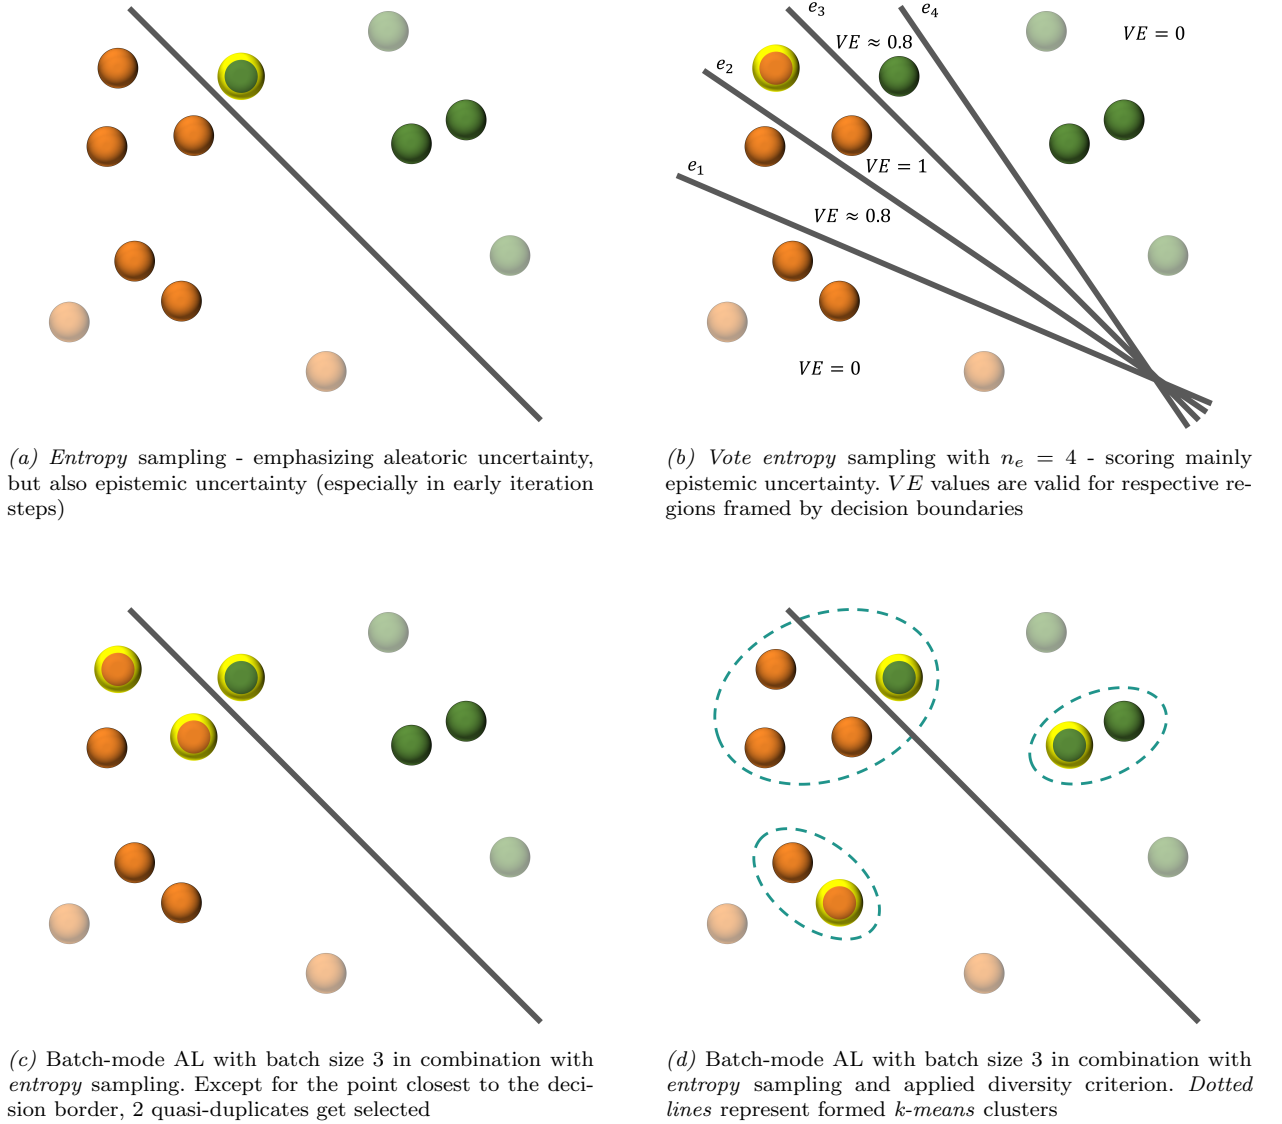 e₃
e₄
VE = 0
VE ≈ 0.8
e₂
VE = 1
e₁
VE ≈ 0.8
VE = 0
(a) Entropy sampling - emphasizing aleatoric uncertainty,
but also epistemic uncertainty (especially in early iteration
steps)
(b) Vote entropy sampling with nₑ = 4 - scoring mainly
epistemic uncertainty. VE values are valid for respective re-
gions framed by decision boundaries
(c) Batch-mode AL with batch size 3 in combination with
entropy sampling. Except for the point closest to the deci-
sion border, 2 quasi-duplicates get selected
(d) Batch-mode AL with batch size 3 in combination with
entropy sampling and applied diversity criterion. Dotted
lines represent formed k-means clusters